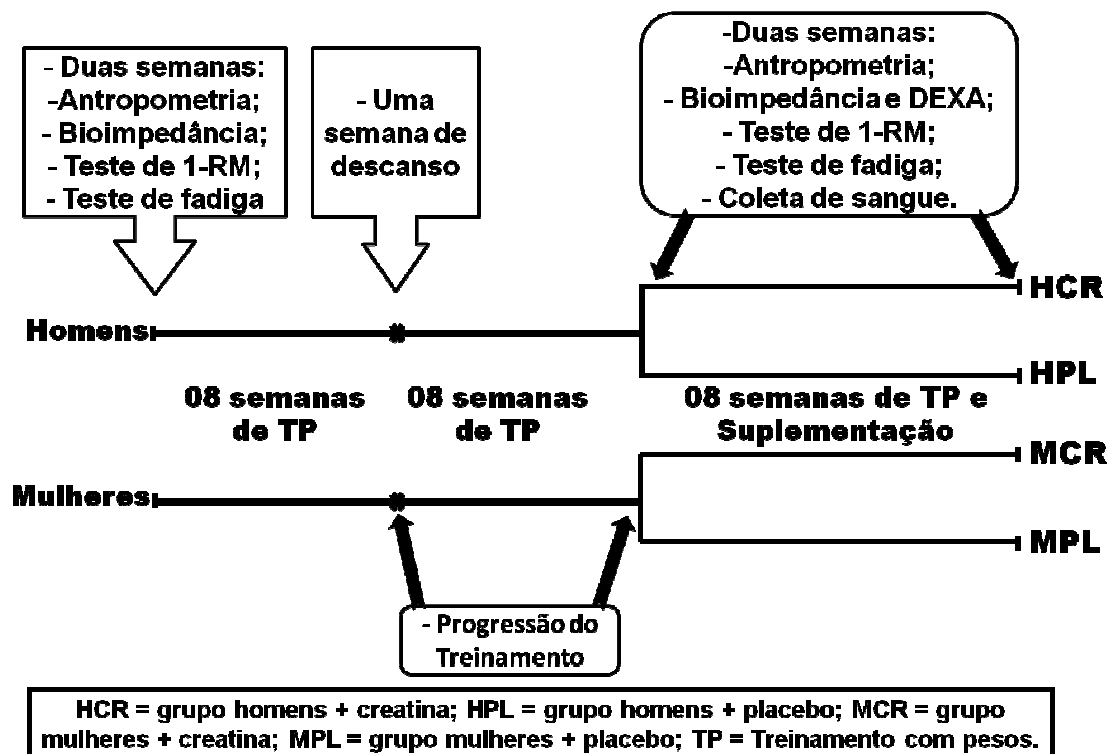 - Duas semanas:
-Antropometria;
- Bioimpedância;
- Teste de 1-RM;
- Teste de fadiga
- Uma
semana de
descanso
-Duas semanas:
-Antropometria;
- Bioimpedância e DEXA;
- Teste de 1-RM;
- Teste de fadiga;
- Coleta de sangue.
Homens
HCR
HPL
08 semanas
de TP
08 semanas
de TP
08 semanas de TP e
Suplementação
Mulheres
MCR
MPL
- Progressão do
Treinamento
HCR = grupo homens + creatina; HPL = grupo homens + placebo; MCR = grupo
mulheres + creatina; MPL = grupo mulheres + placebo; TP = Treinamento com pesos.